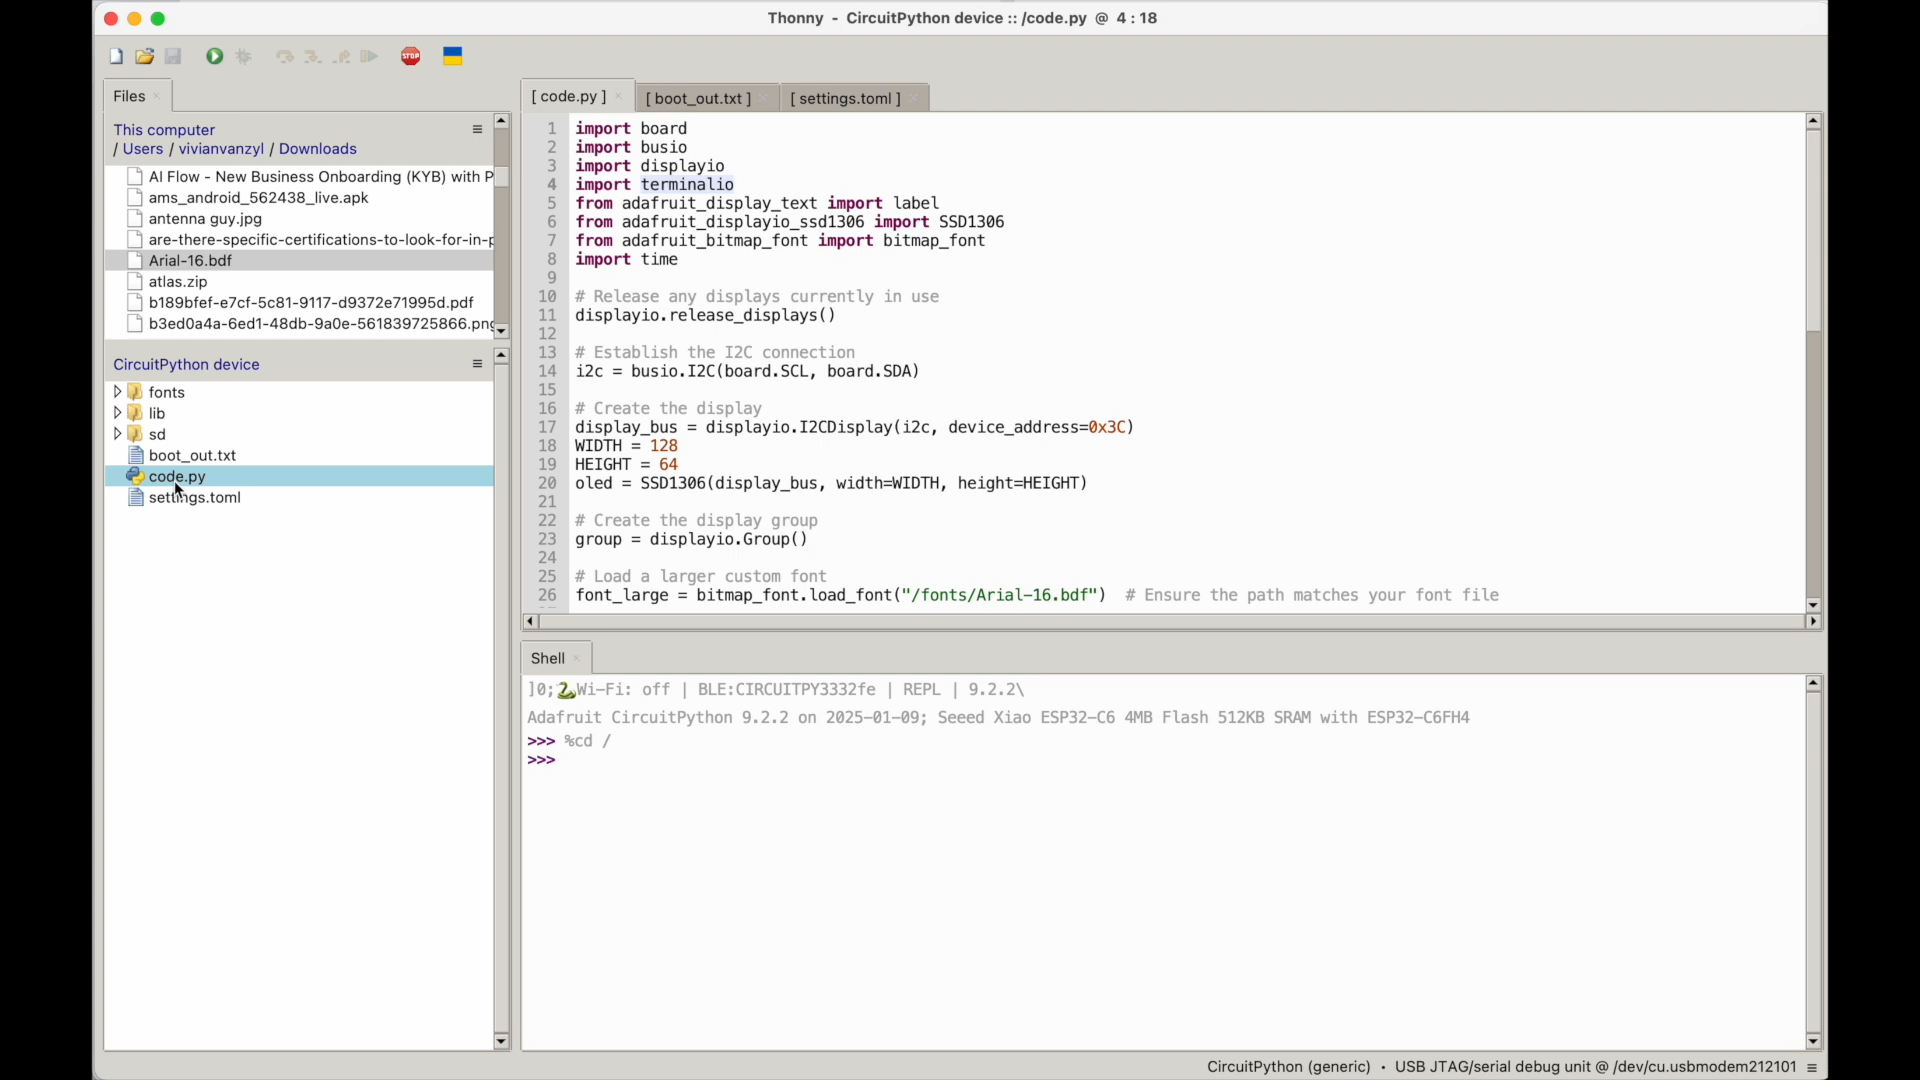 Thonny - CircuitPython device :: /code.py @ 4 : 18
STOP
Files
This computer
/ Users / vivianvanzyl / Downloads
AI Flow - New Business Onboarding (KYB) with P
ams_android_562438_live.apk
antenna guy.jpg
are-there-specific-certifications-to-look-for-in-p
Arial-16.bdf
atlas.zip
b189bfef-e7cf-5c81-9117-d9372e71995d.pdf
b3ed0a4a-6ed1-48db-9a0e-561839725866.png
CircuitPython device
fonts
lib
sd
boot_out.txt
code.py
settings.toml
[ code.py ] [ boot_out.txt ] [ settings.toml ]
1 import board
2 import busio
3 import displayio
4 import terminalio
5 from adafruit_display_text import label
6 from adafruit_displayio_ssd1306 import SSD1306
7 from adafruit_bitmap_font import bitmap_font
8 import time
9
10 # Release any displays currently in use
11 displayio.release_displays()
12
13 # Establish the I2C connection
14 i2c = busio.I2C(board.SCL, board.SDA)
15
16 # Create the display
17 display_bus = displayio.I2CDisplay(i2c, device_address=0x3C)
18 WIDTH = 128
19 HEIGHT = 64
20 oled = SSD1306(display_bus, width=WIDTH, height=HEIGHT)
21
22 # Create the display group
23 group = displayio.Group()
24
25 # Load a larger custom font
26 font_large = bitmap_font.load_font("/fonts/Arial-16.bdf")  # Ensure the path matches your font file
Shell
]0;🐍Wi-Fi: off | BLE:CIRCUITPY3332fe | REPL | 9.2.2\
Adafruit CircuitPython 9.2.2 on 2025-01-09; Seeed Xiao ESP32-C6 4MB Flash 512KB SRAM with ESP32-C6FH4
>>> %cd /
>>>
CircuitPython (generic) • USB JTAG/serial debug unit @ /dev/cu.usbmodem212101 ≡